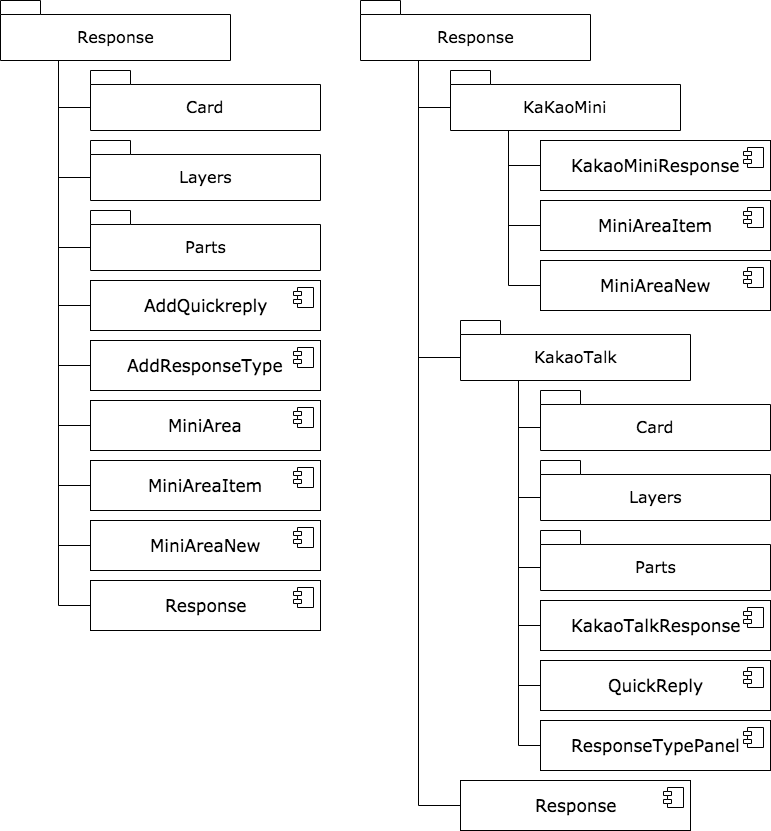 Response
Card
Layers
Parts
AddQuickreply
AddResponseType
MiniArea
MiniAreaItem
MiniAreaNew
Response
Response
KaKaoMini
KakaoMiniResponse
MiniAreaItem
MiniAreaNew
KakaoTalk
Card
Layers
Parts
KakaoTalkResponse
QuickReply
ResponseTypePanel
Response